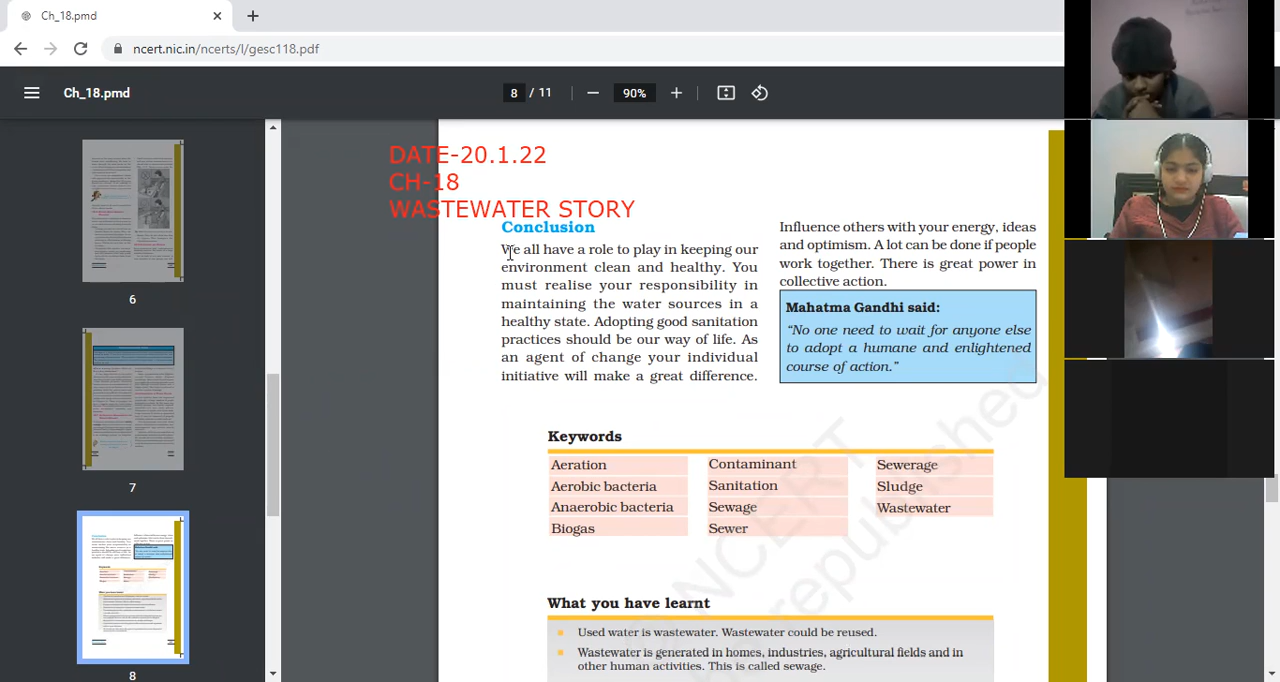 Ch_18.pmd
ncert.nic.in/ncerts/l/gesc118.pdf
Ch_18.pmd
8 / 11
90%
DATE-20.1.22
CH-18
WASTEWATER STORY
Conclusion
We all have a role to play in keeping our
environment clean and healthy. You
must realise your responsibility in
maintaining the water sources in a
healthy state. Adopting good sanitation
practices should be our way of life. As
an agent of change your individual
initiative will make a great difference.
Influence others with your energy, ideas
and optimism. A lot can be done if people
work together. There is great power in
collective action.
Mahatma Gandhi said:
“No one need to wait for anyone else
to adopt a humane and enlightened
course of action.”
Keywords
Aeration
Aerobic bacteria
Anaerobic bacteria
Biogas
Contaminant
Sanitation
Sewage
Sewer
Sewerage
Sludge
Wastewater
What you have learnt
Used water is wastewater. Wastewater could be reused.
Wastewater is generated in homes, industries, agricultural fields and in
other human activities. This is called sewage.
6
7
8